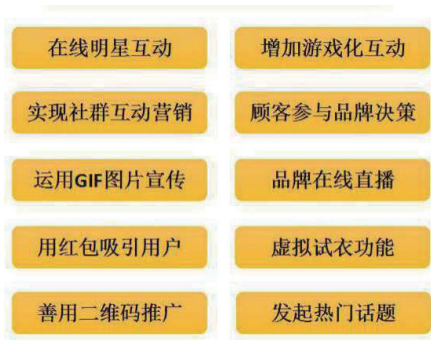 在线明星互动
增加游戏化互动
实现社群互动营销
顾客参与品牌决策
运用GIF图片宣传
品牌在线直播
用红包吸引用户
虚拟试衣功能
善用二维码推广
发起热门话题